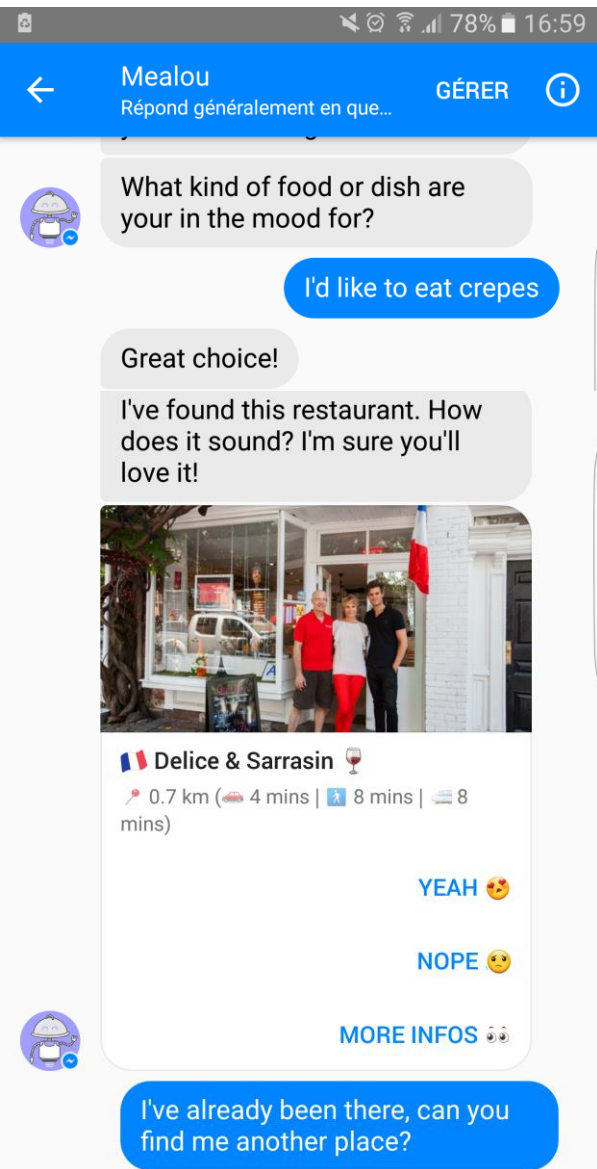 78% 16:59
Mealou
GÉRER
Répond généralement en que...
What kind of food or dish are
your in the mood for?
I'd like to eat crepes
Great choice!
I've found this restaurant. How
does it sound? I'm sure you'll
love it!
Delice & Sarrasin
0.7 km (🚗 4 mins | 🚶 8 mins | 🚅 8
mins)
YEAH 😍
NOPE 😟
MORE INFOS 👀
I've already been there, can you
find me another place?